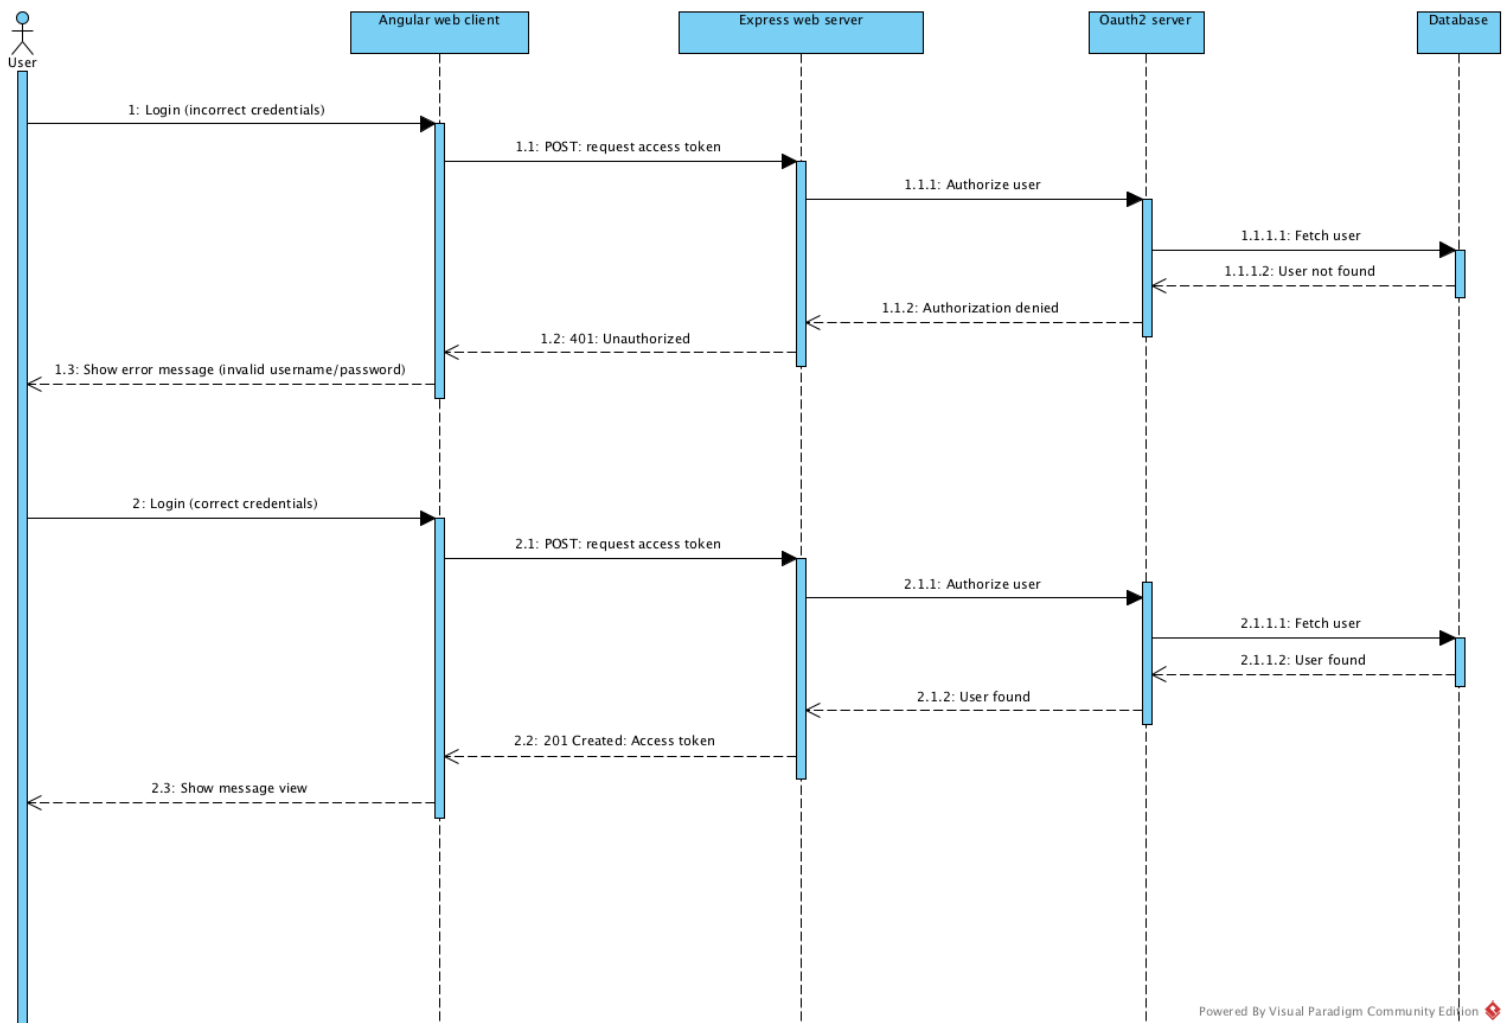 Angular web client
Express web server
Oauth2 server
Database
User
1: Login (incorrect credentials)
1.1: POST: request access token
1.1.1: Authorize user
1.1.1.1: Fetch user
1.1.1.2: User not found
1.1.2: Authorization denied
1.2: 401: Unauthorized
1.3: Show error message (invalid username/password)
2: Login (correct credentials)
2.1: POST: request access token
2.1.1: Authorize user
2.1.1.1: Fetch user
2.1.1.2: User found
2.1.2: User found
2.2: 201 Created: Access token
2.3: Show message view
Powered By Visual Paradigm Community Edition